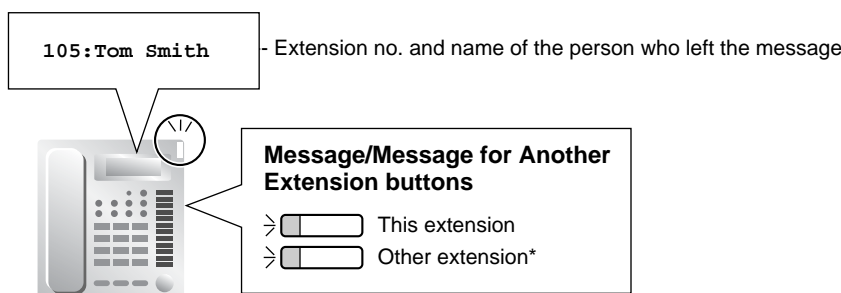 105:Tom Smith
- Extension no. and name of the person who left the message
Message/Message for Another
Extension buttons
This extension
Other extension*